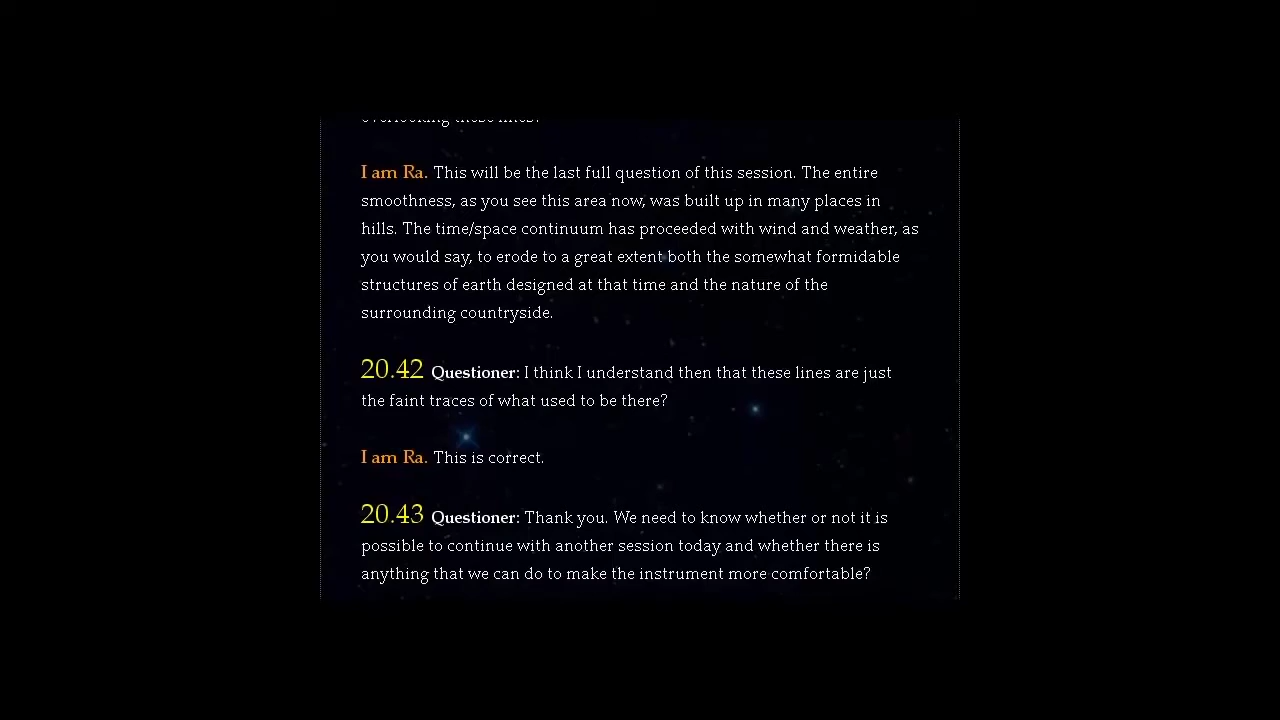 I am Ra. This will be the last full question of this session. The entire
smoothness, as you see this area now, was built up in many places in
hills. The time/space continuum has proceeded with wind and weather, as
you would say, to erode to a great extent both the somewhat formidable
structures of earth designed at that time and the nature of the
surrounding countryside.
20.42 Questioner: I think I understand then that these lines are just
the faint traces of what used to be there?
I am Ra. This is correct.
20.43 Questioner: Thank you. We need to know whether or not it is
possible to continue with another session today and whether there is
anything that we can do to make the instrument more comfortable?